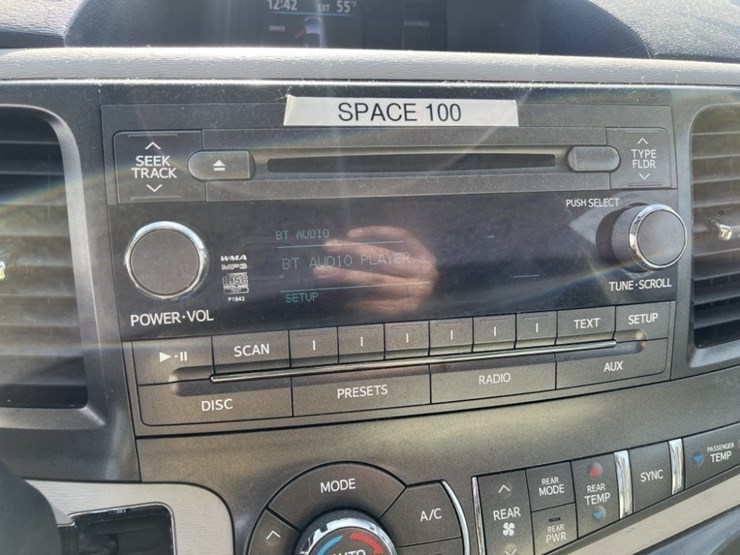 12:42 EXT 55°
SPACE 100
SEEK
TRACK
TYPE
FLDR
PUSH SELECT
BT AUDIO
BT AUDIO PLAYER
SETUP
WMA
MP3
P1842
POWER·VOL
TUNE·SCROLL
SCAN
TEXT
SETUP
DISC
PRESETS
RADIO
AUX
MODE
A/C
AUTO
REAR
REAR
MODE
REAR
PWR
REAR
TEMP
SYNC
PASSENGER
TEMP